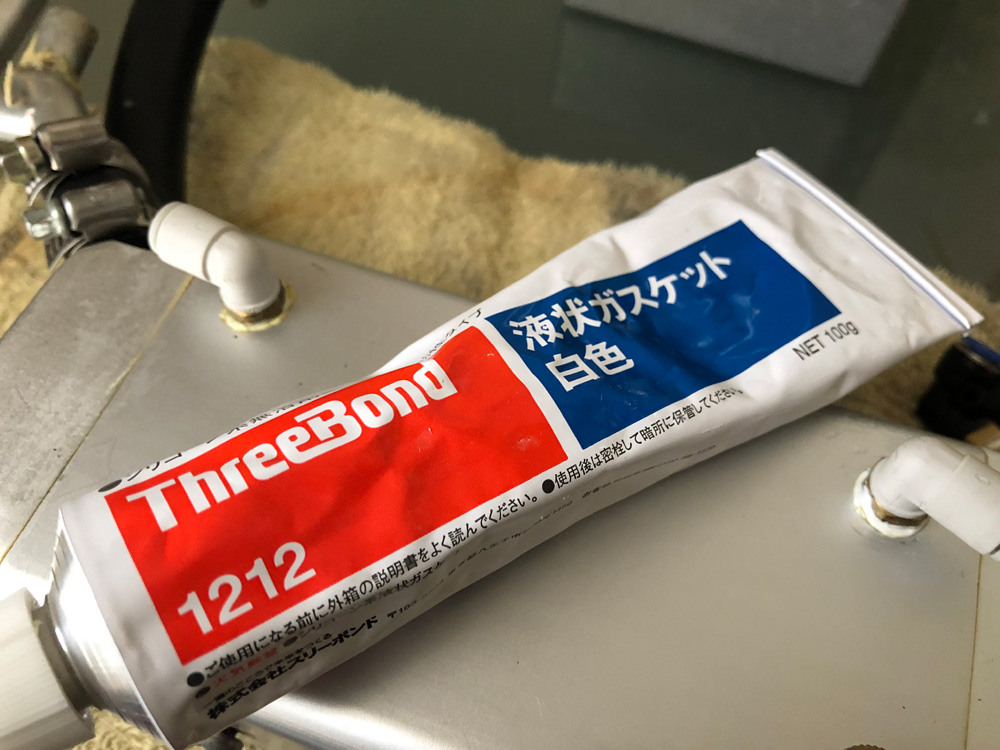 ThreeBond
1212
液状ガスケット
白色
NET 100g
●ご使用になる前に外箱の説明書をよく読んでください。●使用後は密栓して暗所に保管してください。
株式会社スリーボンド